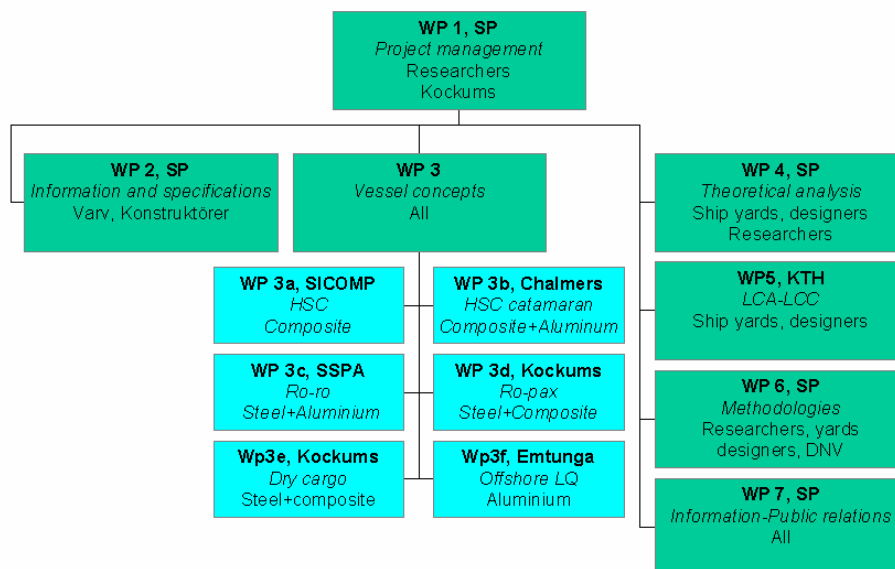 WP 1, SP
Project management
Researchers
Kockums
WP 2, SP
Information and specifications
Varv, Konstruktörer
WP 3
Vessel concepts
All
WP 4, SP
Theoretical analysis
Ship yards, designers
Researchers
WP 3a, SICOMP
HSC
Composite
WP 3b, Chalmers
HSC catamaran
Composite+Aluminum
WP5, KTH
LCA-LCC
Ship yards, designers
WP 3c, SSPA
Ro-ro
Steel+Aluminium
WP 3d, Kockums
Ro-pax
Steel+Composite
WP 6, SP
Methodologies
Researchers, yards
designers, DNV
Wp3e, Kockums
Dry cargo
Steel+composite
Wp3f, Emtunga
Offshore LQ
Aluminium
WP 7, SP
Information-Public relations
All